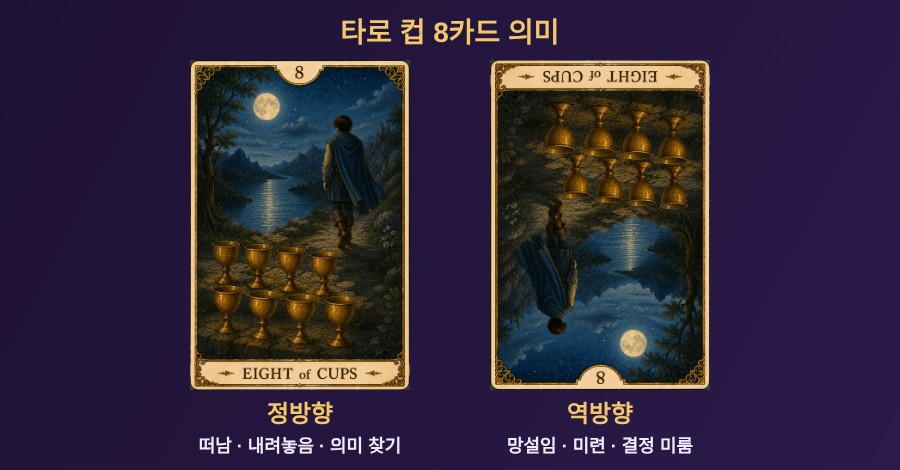 타로 컵 8카드 의미
8
EIGHT of CUPS
EIGHT of CUPS
8
정방향
역방향
떠남 · 내려놓음 · 의미 찾기
망설임 · 미련 · 결정 미룸